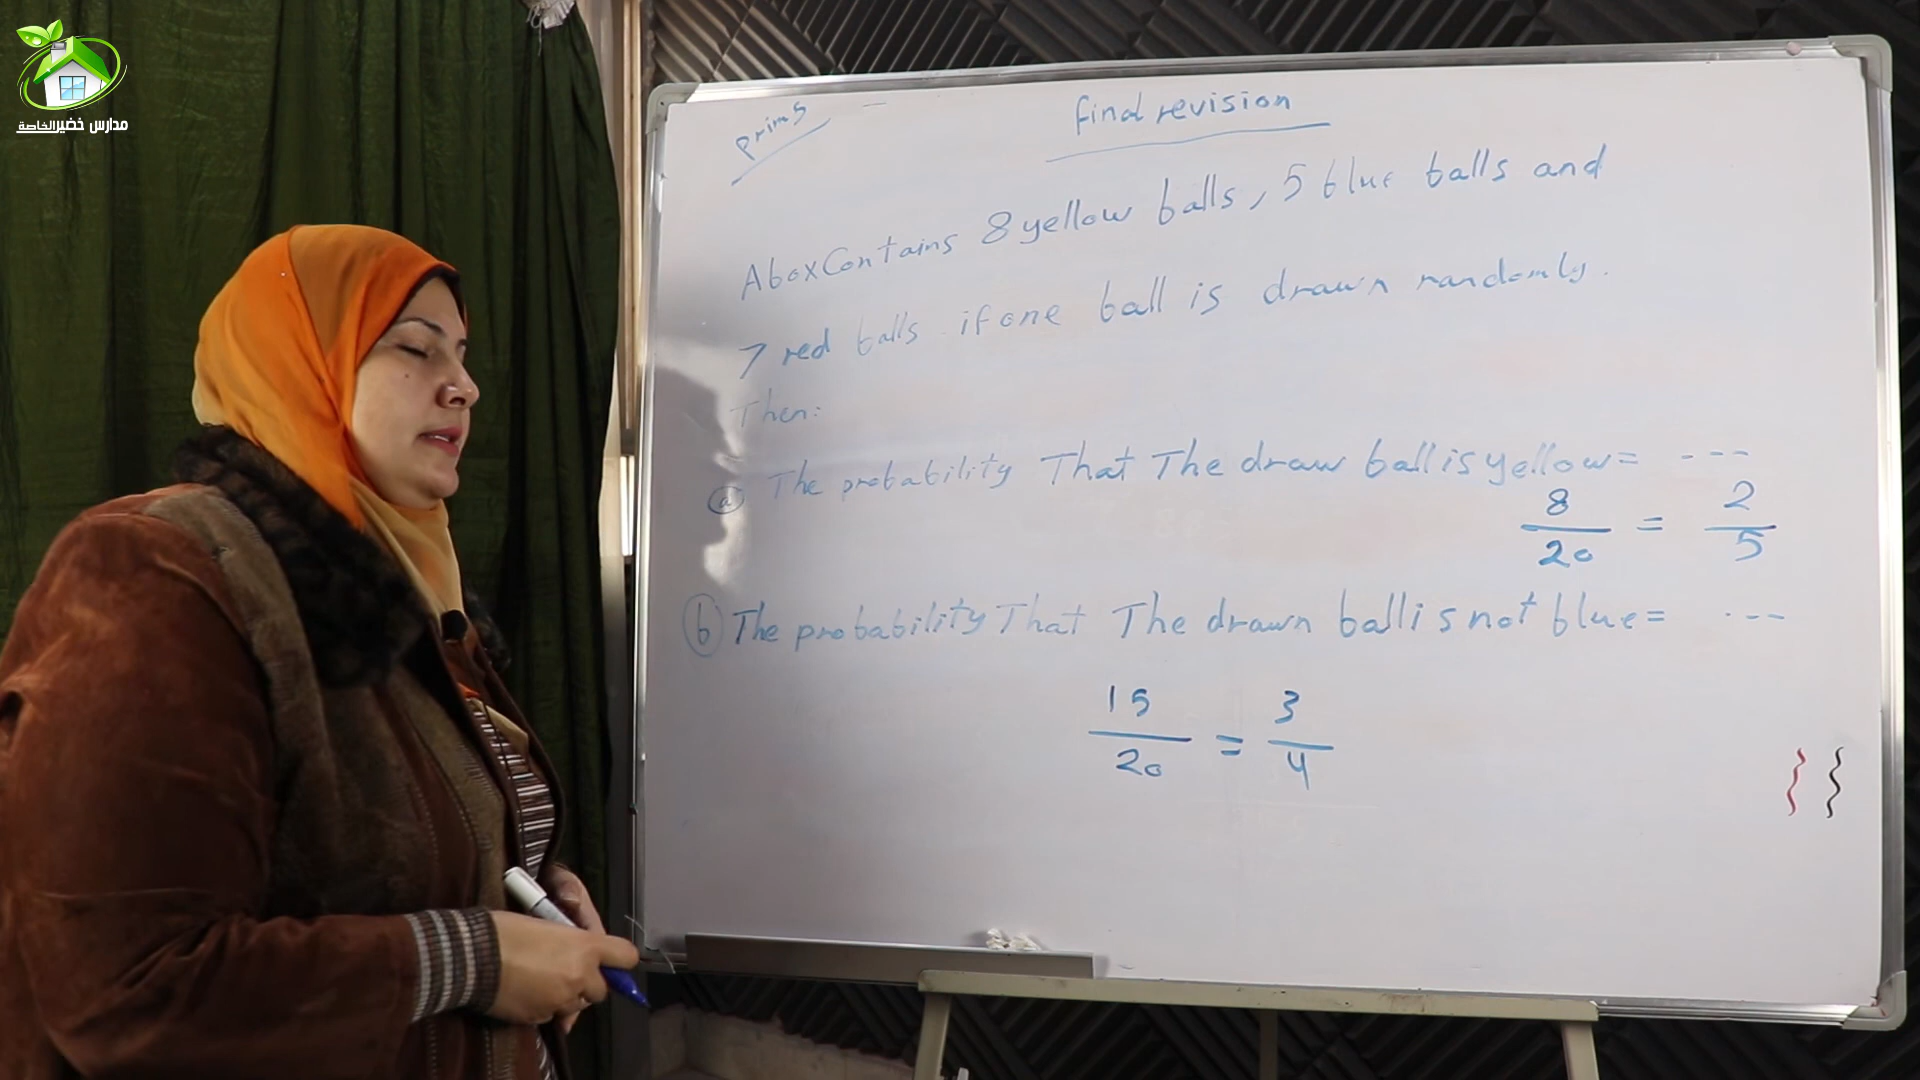 مدارس خضير الخاصة
prim 5
final revision
A box Contains 8 yellow balls, 5 blue balls and
7 red balls if one ball is drawn randomly.
Then:
(a) The probability That The draw ball is yellow = ---
8/20 = 2/5
(b) The probability That The drawn ball is not blue = ---
15/20 = 3/4